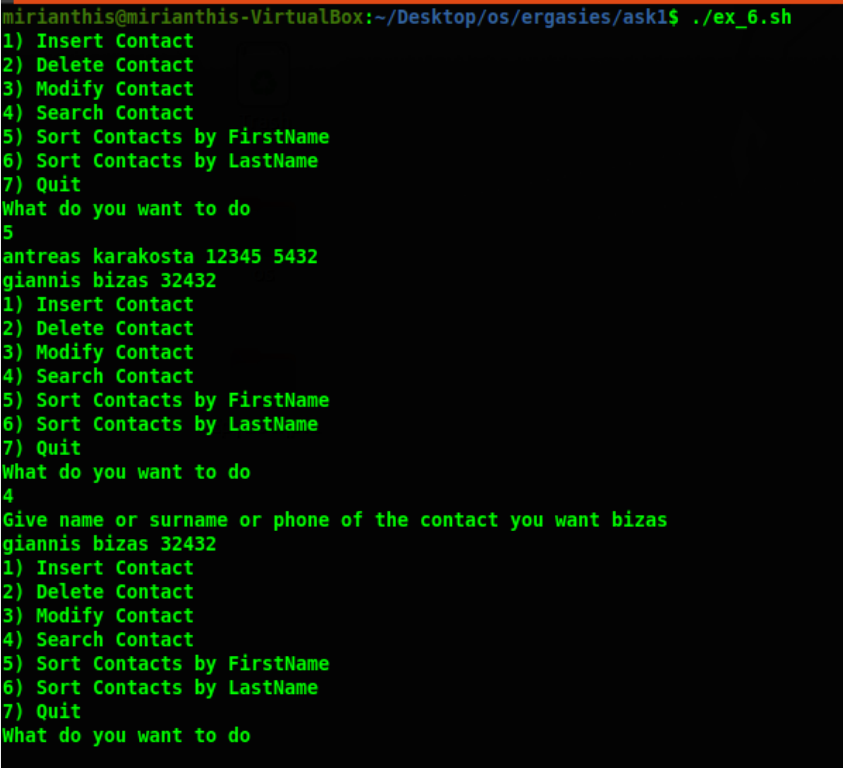 mirianthis@mirianthis-VirtualBox:~/Desktop/os/ergasies/ask1$ ./ex_6.sh
1) Insert Contact
2) Delete Contact
3) Modify Contact
4) Search Contact
5) Sort Contacts by FirstName
6) Sort Contacts by LastName
7) Quit
What do you want to do
5
antreas karakosta 12345 5432
giannis bizas 32432
1) Insert Contact
2) Delete Contact
3) Modify Contact
4) Search Contact
5) Sort Contacts by FirstName
6) Sort Contacts by LastName
7) Quit
What do you want to do
4
Give name or surname or phone of the contact you want bizas
giannis bizas 32432
1) Insert Contact
2) Delete Contact
3) Modify Contact
4) Search Contact
5) Sort Contacts by FirstName
6) Sort Contacts by LastName
7) Quit
What do you want to do